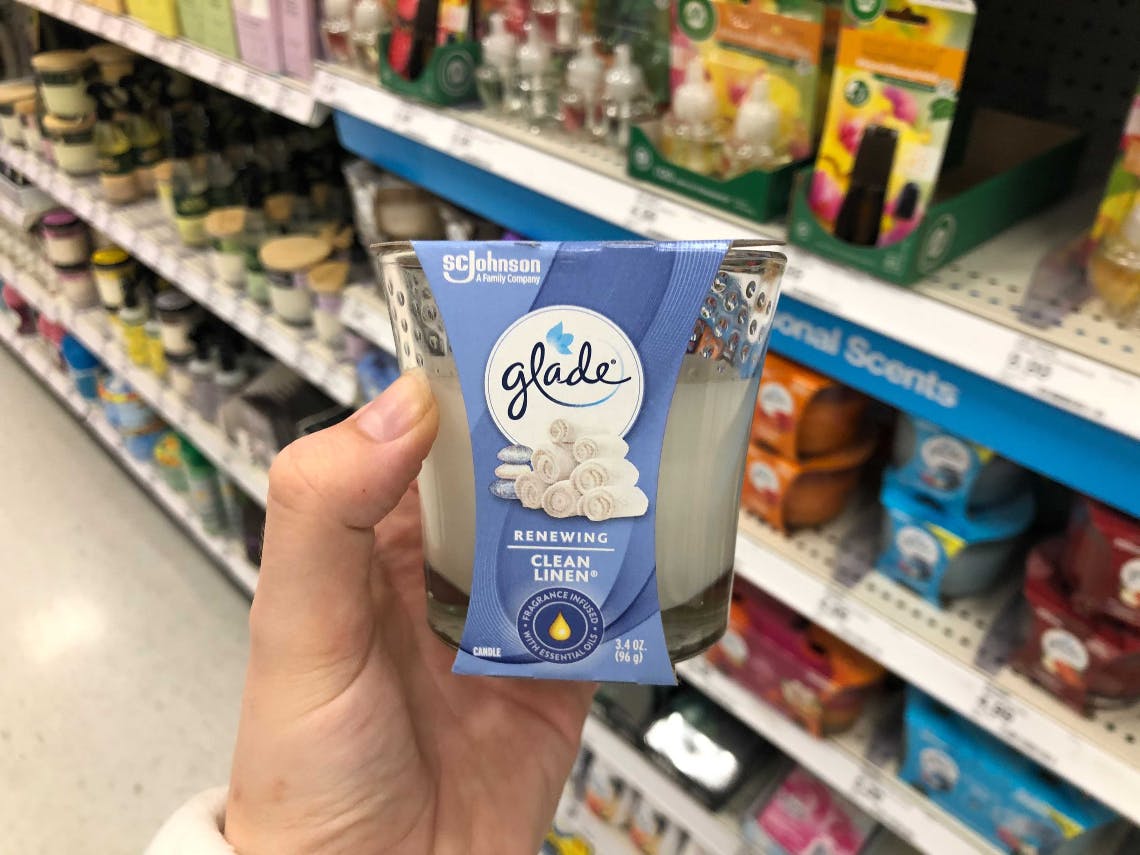 SC Johnson
A Family Company
glade®
RENEWING
CLEAN
LINEN®
FRAGRANCE INFUSED
WITH ESSENTIAL OILS
CANDLE
3.4 OZ.
(96 g)
onal Scents